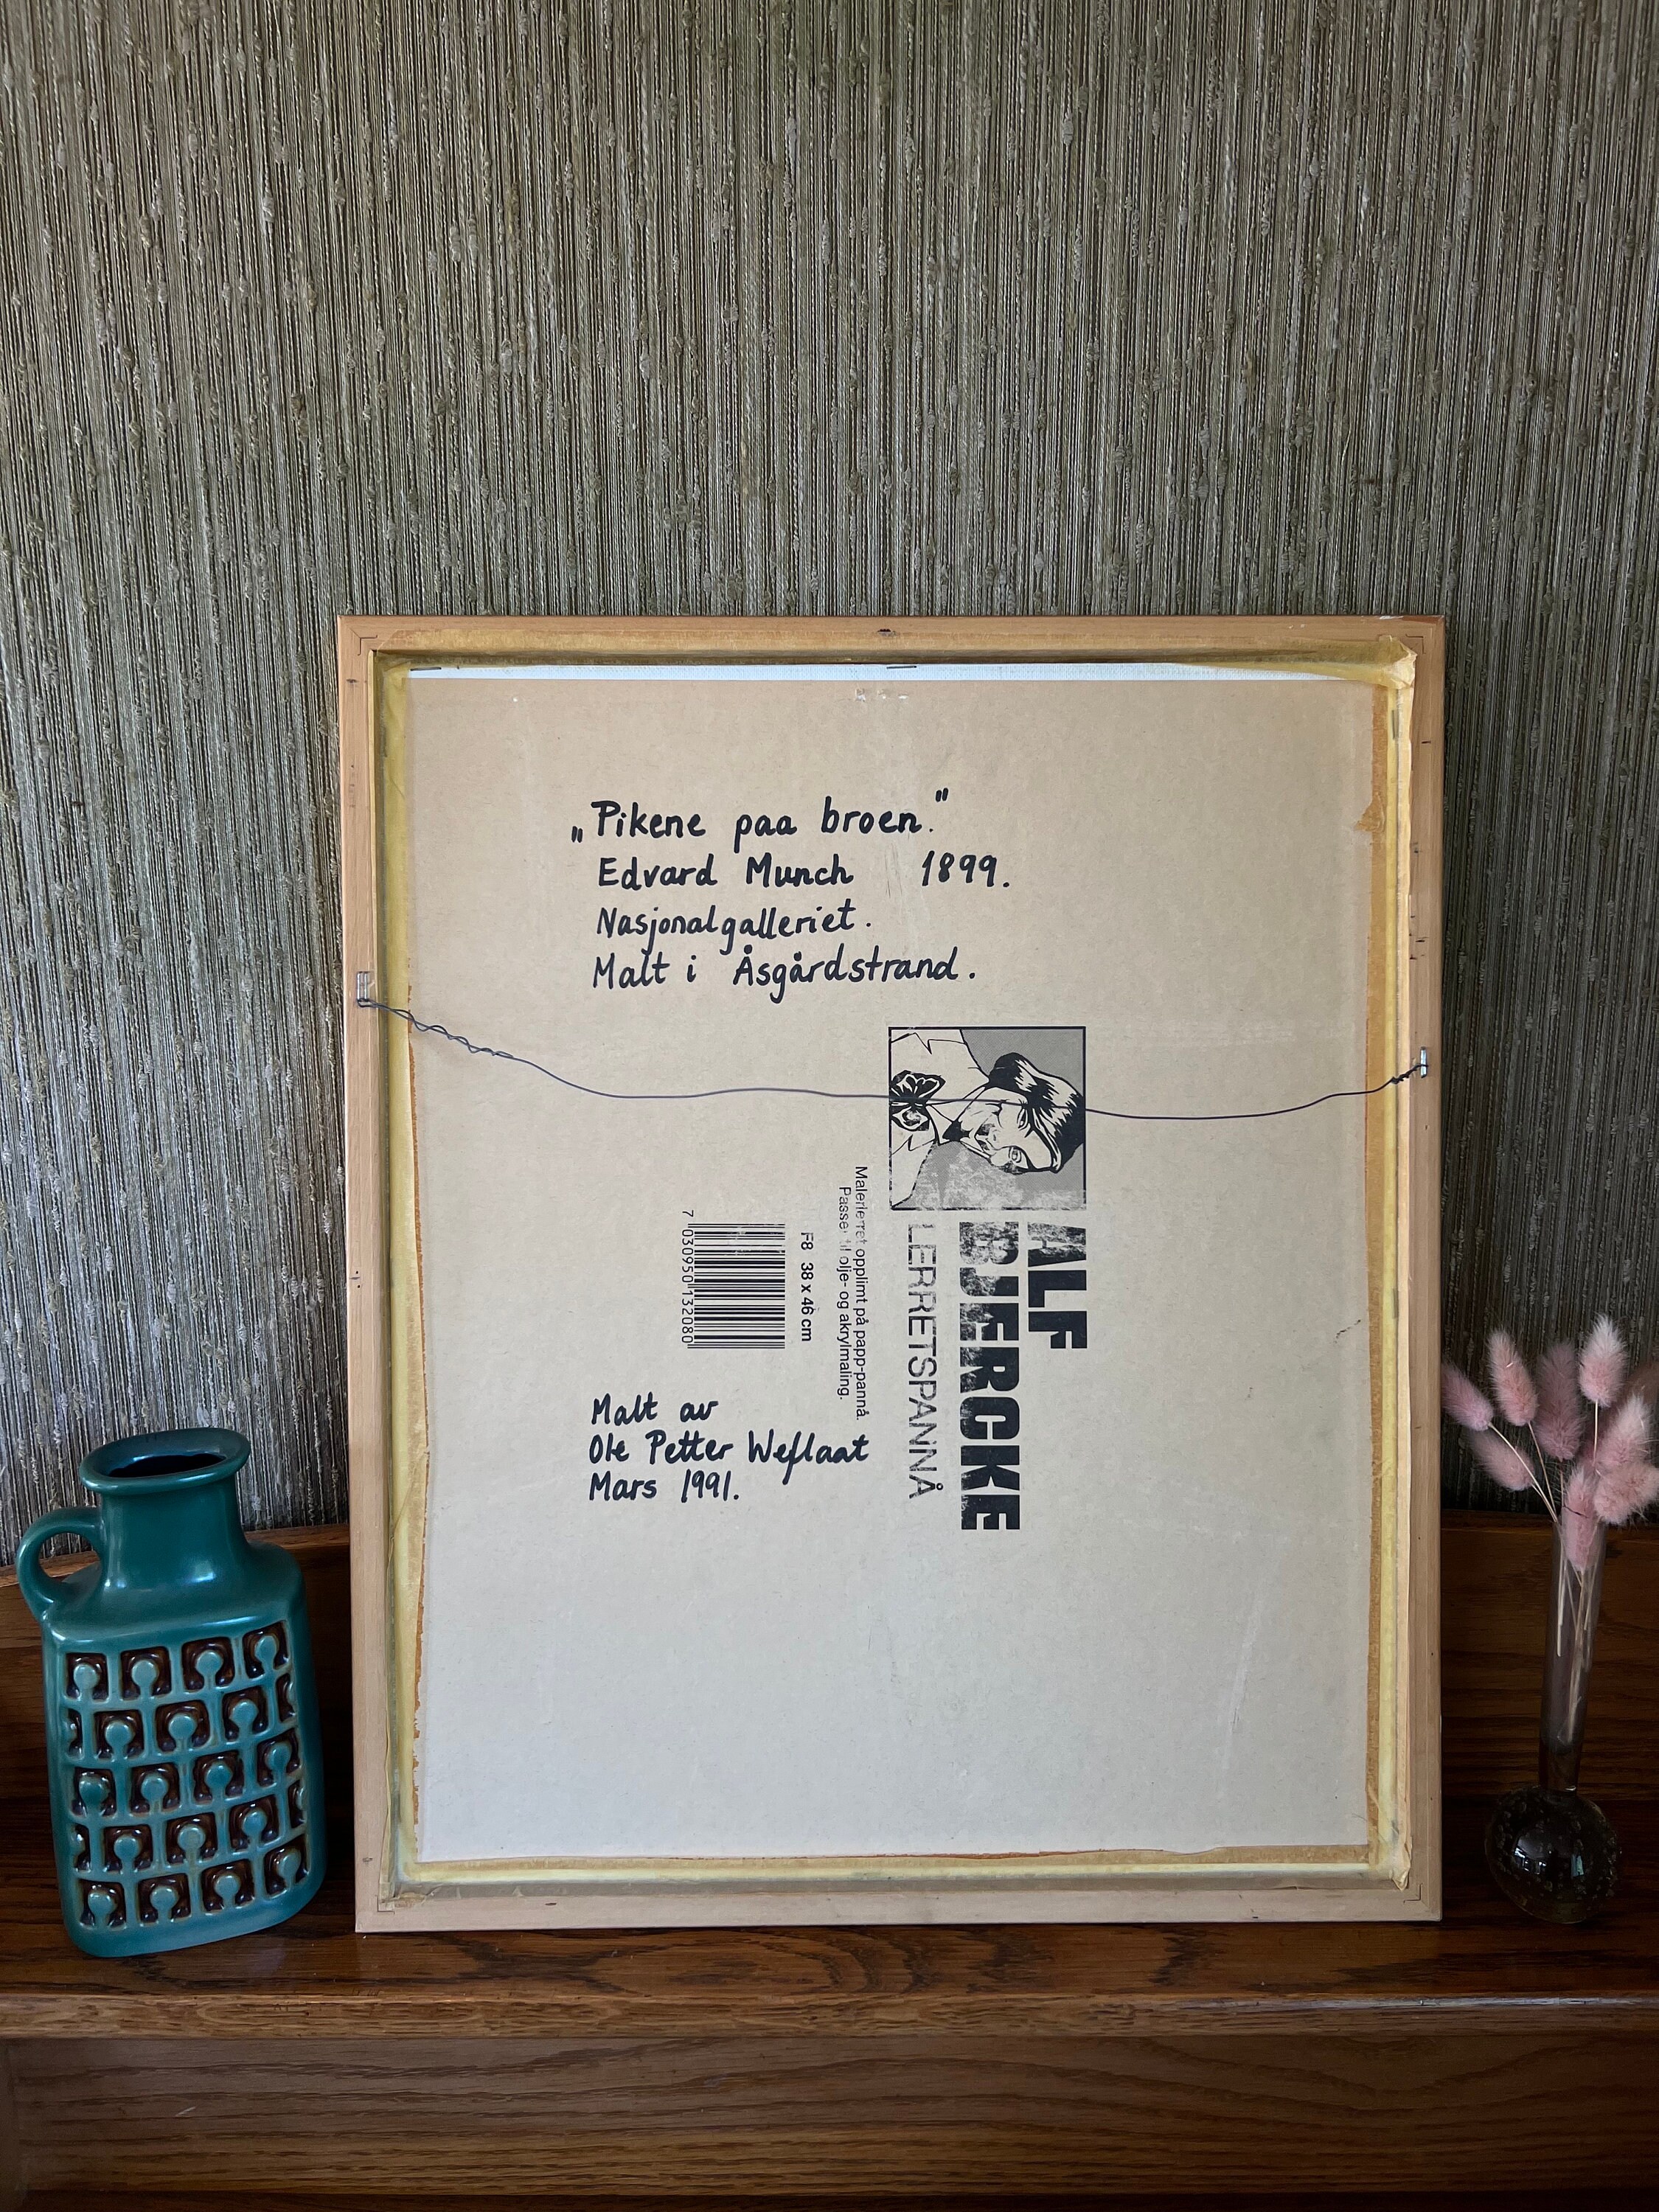 „Pikene paa broen."
Edvard Munch 1899.
Nasjonalgalleriet.
Malt i Åsgårdstrand.
ALF
BJERCKE
LERRETSPANNÅ
Malerlerret opplimt på papp-pannå.
Passer til olje- og akrylmaling.
F8 38 x 46 cm
7 030950 132080
Malt av
Ole Petter Weflaat
Mars 1991.